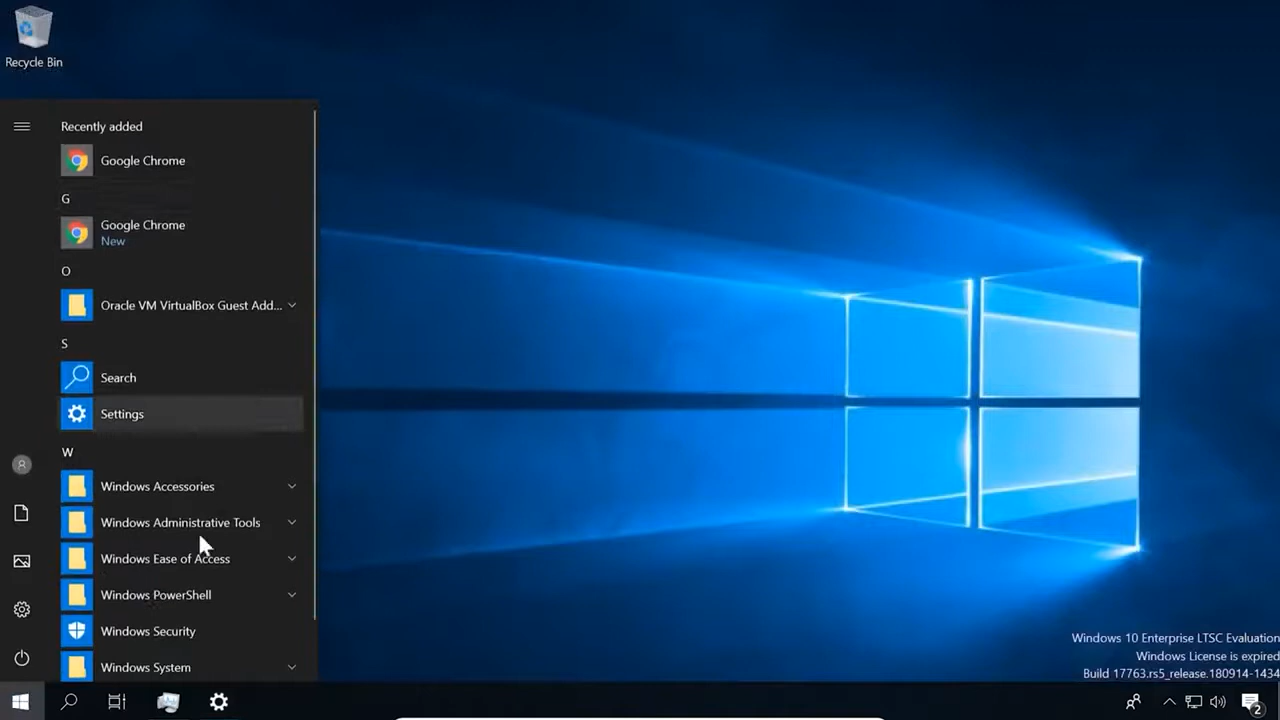 Recycle Bin
Recently added
Google Chrome
G
Google Chrome
New
O
Oracle VM VirtualBox Guest Add...
S
Search
Settings
W
Windows Accessories
Windows Administrative Tools
Windows Ease of Access
Windows PowerShell
Windows Security
Windows System
Windows 10 Enterprise LTSC Evaluation
Windows License is expired
Build 17763.rs5_release.180914-1434
2